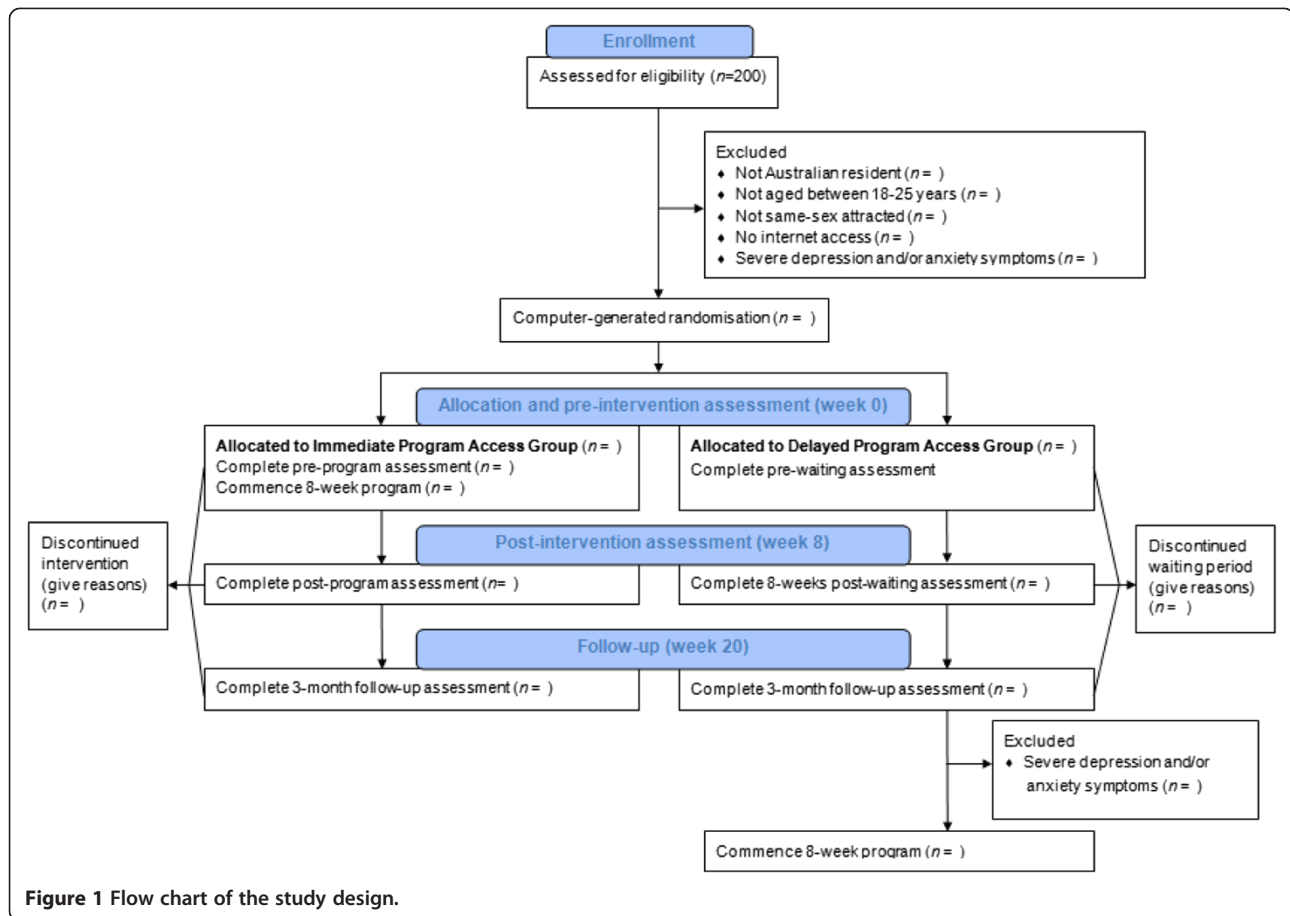 Enrollment
Assessed for eligibility (n=200)
Excluded
♦ Not Australian resident (n= )
♦ Not aged between 18-25 years (n= )
♦ Not same-sex attracted (n= )
♦ No internet access (n= )
♦ Severe depression and/or anxiety symptoms (n= )
Computer-generated randomisation (n= )
Allocation and pre-intervention assessment (week 0)
Allocated to Immediate Program Access Group (n= )
Complete pre-program assessment (n= )
Commence 8-week program (n= )
Allocated to Delayed Program Access Group (n= )
Complete pre-waiting assessment
Post-intervention assessment (week 8)
Discontinued
intervention
(give reasons)
(n= )
Complete post-program assessment (n= )
Complete 8-weeks post-waiting assessment (n= )
Discontinued
waiting period
(give reasons)
(n= )
Follow-up (week 20)
Complete 3-month follow-up assessment (n= )
Complete 3-month follow-up assessment (n= )
Excluded
♦ Severe depression and/or
anxiety symptoms (n= )
Commence 8-week program (n= )
Figure 1 Flow chart of the study design.